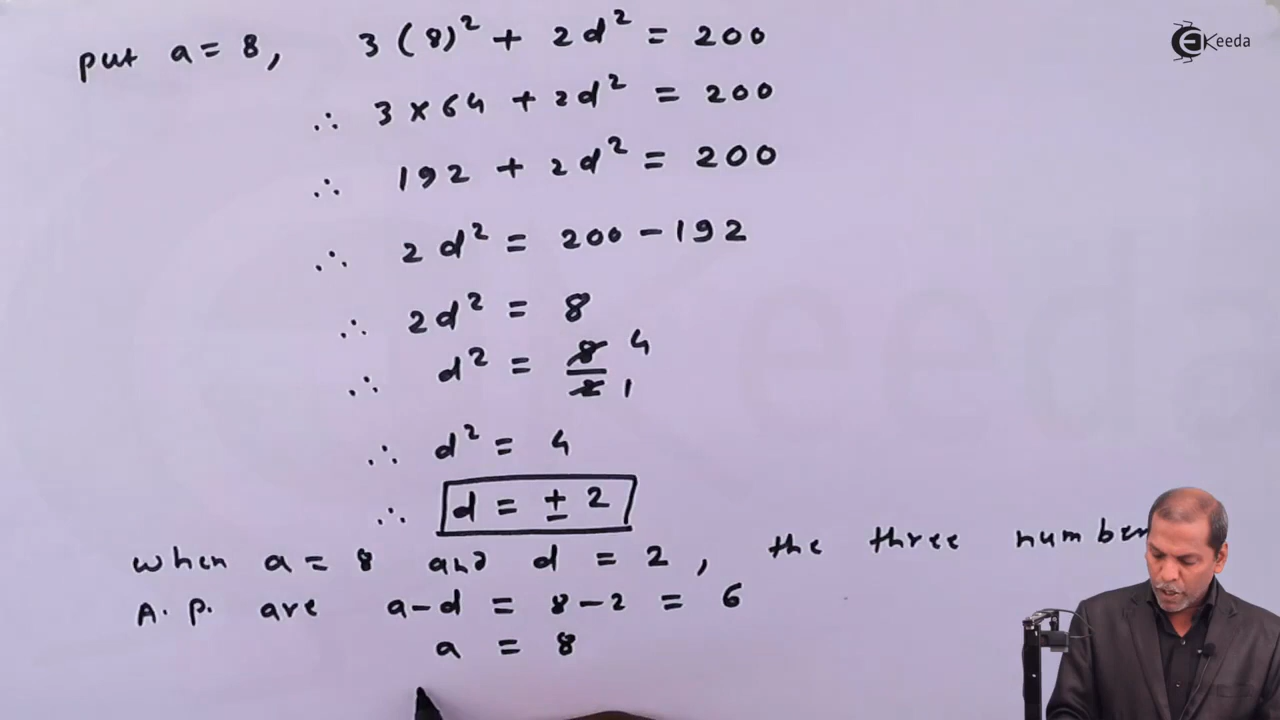 Keeda
put a = 8, 3(8)² + 2d² = 200
∴ 3 × 64 + 2d² = 200
∴ 192 + 2d² = 200
∴ 2d² = 200 - 192
∴ 2d² = 8
∴ d² = 8/2 4/1
∴ d² = 4
∴ d = ± 2
when a = 8 and d = 2, the three number
A.P. are a-d = 8-2 = 6
a = 8